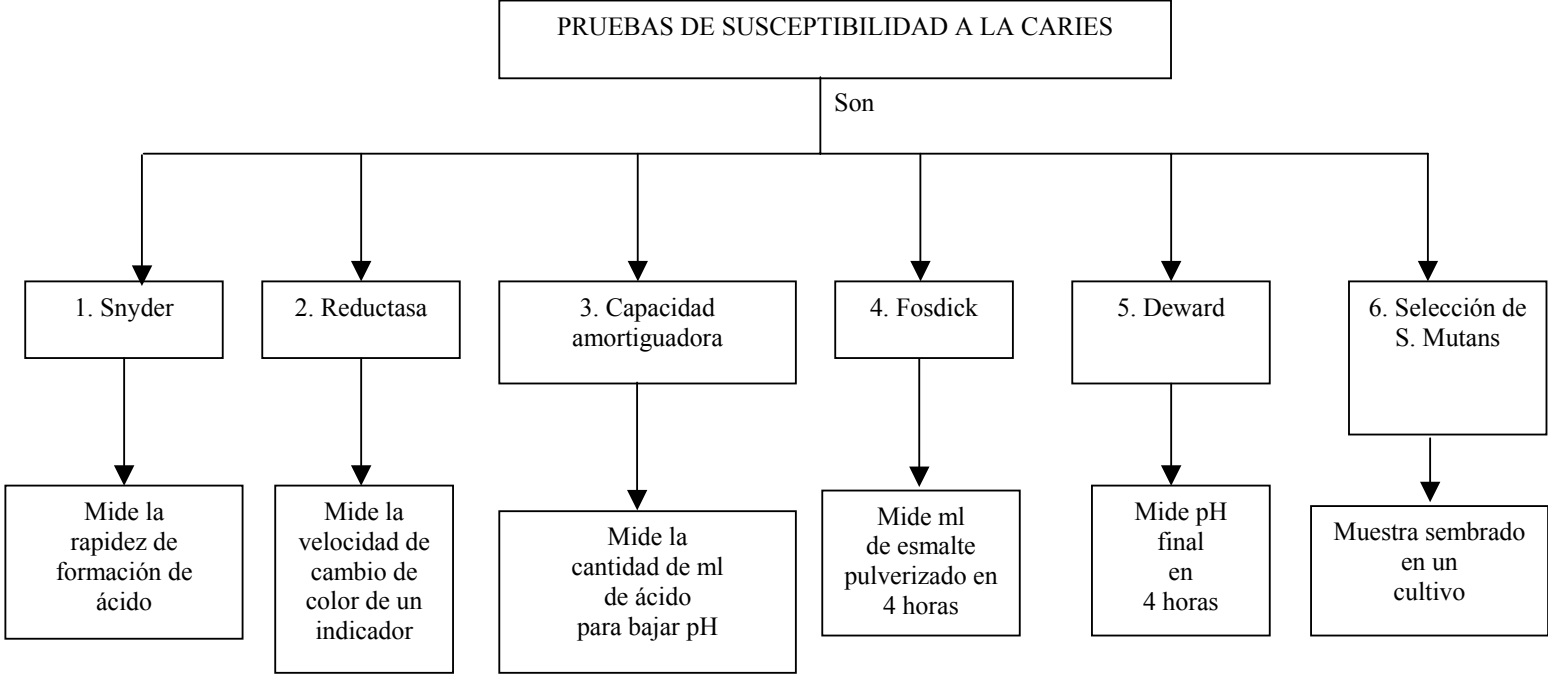 PRUEBAS DE SUSCEPTIBILIDAD A LA CARIES
Son
1. Snyder
2. Reductasa
3. Capacidad
amortiguadora
4. Fosdick
5. Deward
6. Selección de
S. Mutans
Mide la
rapidez de
formación de
ácido
Mide la
velocidad de
cambio de
color de un
indicador
Mide la
cantidad de ml
de ácido
para bajar pH
Mide ml
de esmalte
pulverizado en
4 horas
Mide pH
final
en
4 horas
Muestra sembrado
en un
cultivo